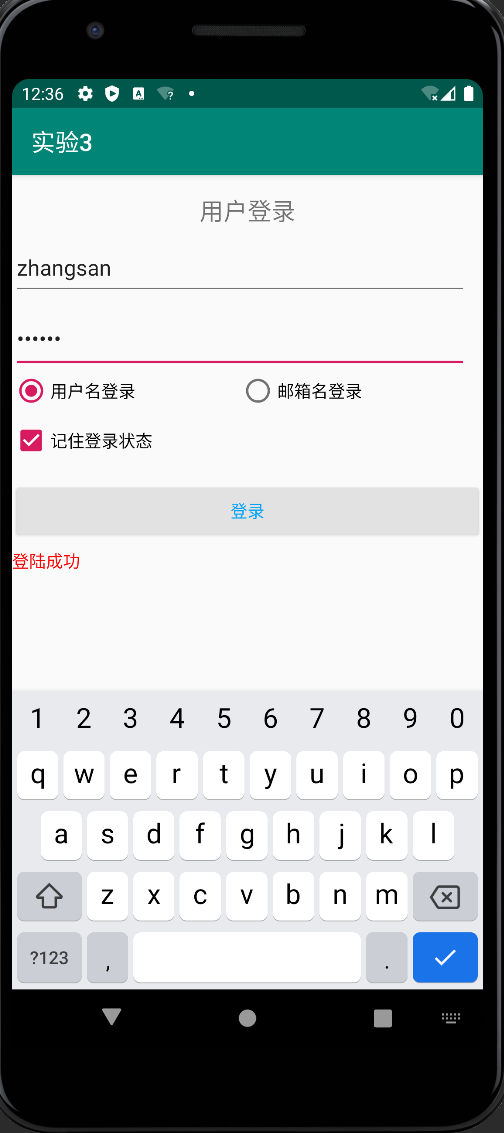 12:36
实验3
用户登录
zhangsan
••••••
用户名登录 邮箱名登录
记住登录状态
登录
登陆成功
1 2 3 4 5 6 7 8 9 0
q w e r t y u i o p
a s d f g h j k l
z x c v b n m
?123 , .